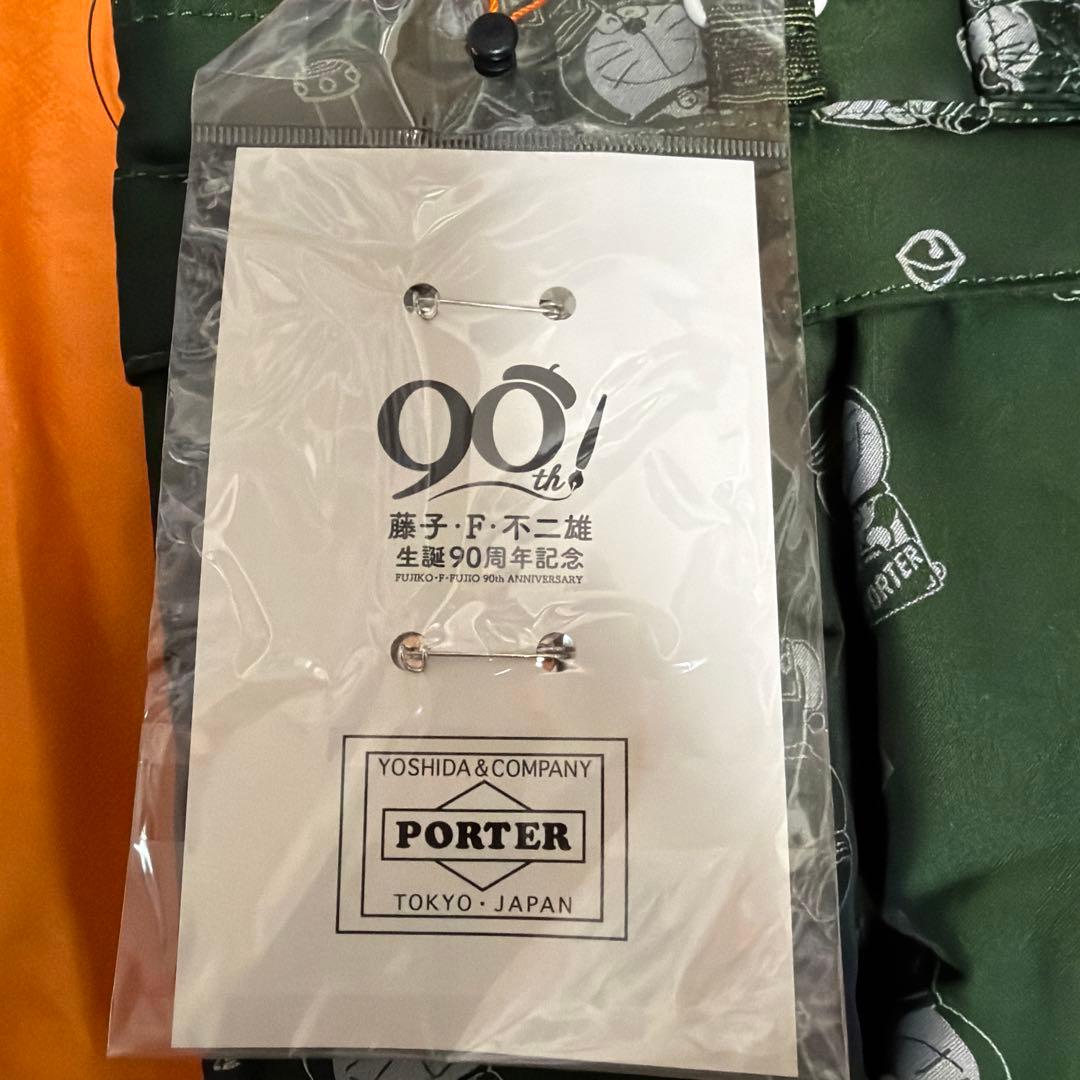 90th!
藤子・F・不二雄
生誕90周年記念
FUJIKO・F・FUJIO 90th ANNIVERSARY
YOSHIDA & COMPANY
PORTER
TOKYO・JAPAN
PORTER